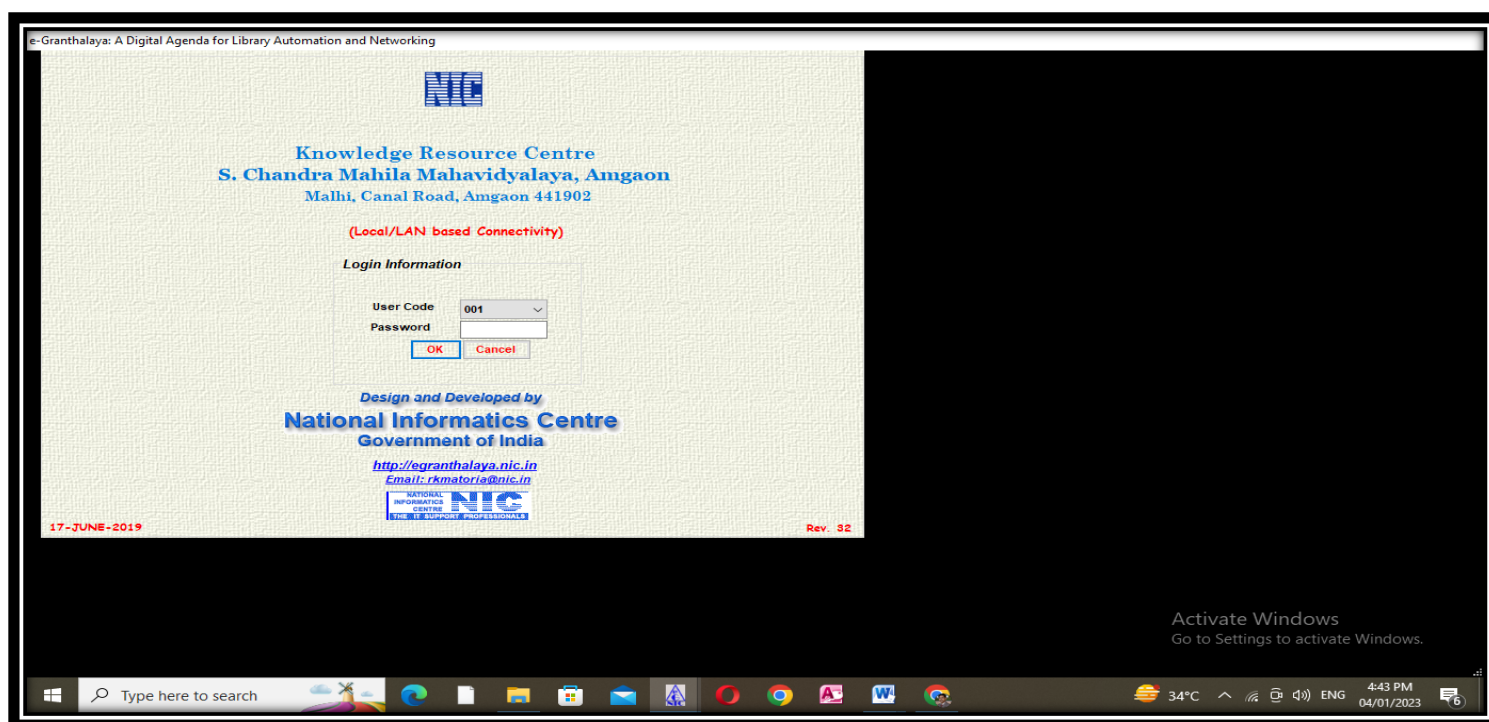 e-Granthalaya: A Digital Agenda for Library Automation and Networking
NIC
Knowledge Resource Centre
S. Chandra Mahila Mahavidyalaya, Amgaon
Malhi, Canal Road, Amgaon 441902
(Local/LAN based Connectivity)
Login Information
User Code 001
Password
OK Cancel
Design and Developed by
National Informatics Centre
Government of India
http://egranthalaya.nic.in
Email: rkmatoria@nic.in
NATIONAL
INFORMATICS
CENTRE
NIC
THE IT SUPPORT PROFESSIONALS
17-JUNE-2019 Rev. 32
Activate Windows
Go to Settings to activate Windows.
Type here to search 34°C ENG 4:43 PM
04/01/2023
6